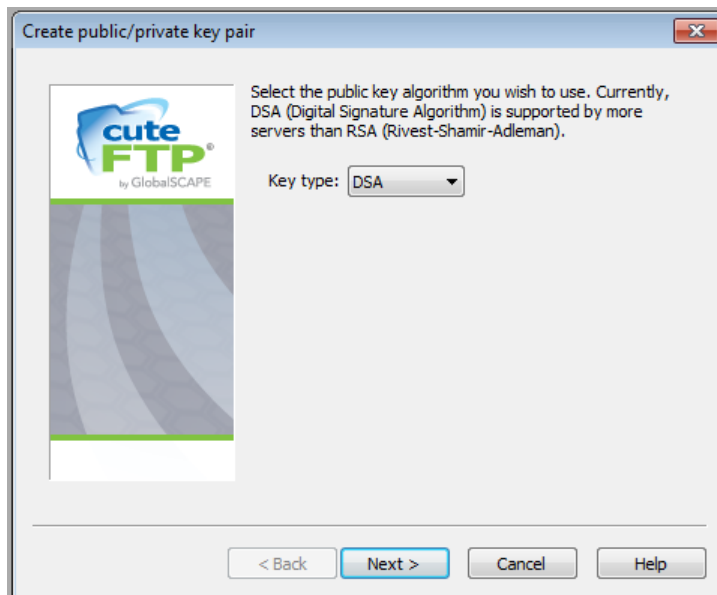 Create public/private key pair
Select the public key algorithm you wish to use. Currently,
DSA (Digital Signature Algorithm) is supported by more
servers than RSA (Rivest-Shamir-Adleman).
cute
FTP®
by GlobalSCAPE
Key type: DSA
< Back Next > Cancel Help